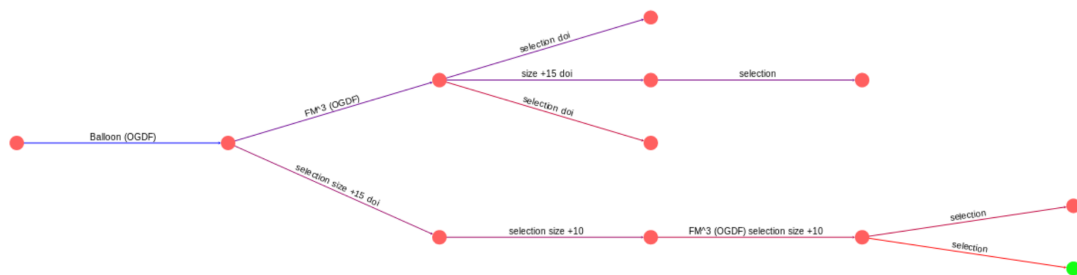 selection doi
size +15 doi
selection
FM^3 (OGDF)
selection doi
Balloon (OGDF)
selection size +15 doi
selection size +10
FM^3 (OGDF) selection size +10
selection
selection